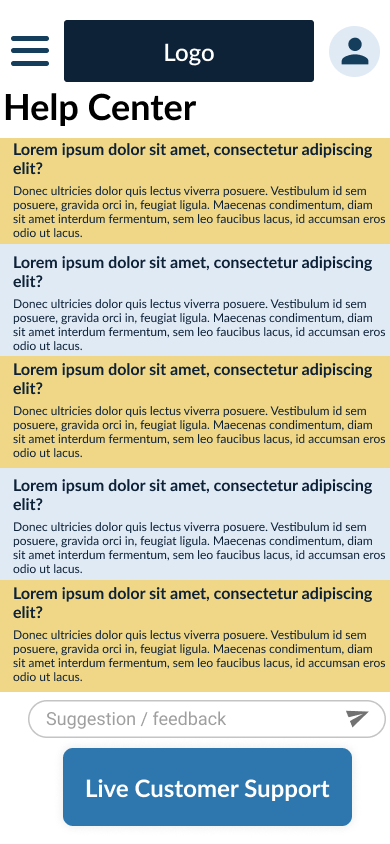 Logo
Help Center
Lorem ipsum dolor sit amet, consectetur adipiscing
elit?
Donec ultricies dolor quis lectus viverra posuere. Vestibulum id sem
posuere, gravida orci in, feugiat ligula. Maecenas condimentum, diam
sit amet interdum fermentum, sem leo faucibus lacus, id accumsan eros
odio ut lacus.
Lorem ipsum dolor sit amet, consectetur adipiscing
elit?
Donec ultricies dolor quis lectus viverra posuere. Vestibulum id sem
posuere, gravida orci in, feugiat ligula. Maecenas condimentum, diam
sit amet interdum fermentum, sem leo faucibus lacus, id accumsan eros
odio ut lacus.
Lorem ipsum dolor sit amet, consectetur adipiscing
elit?
Donec ultricies dolor quis lectus viverra posuere. Vestibulum id sem
posuere, gravida orci in, feugiat ligula. Maecenas condimentum, diam
sit amet interdum fermentum, sem leo faucibus lacus, id accumsan eros
odio ut lacus.
Lorem ipsum dolor sit amet, consectetur adipiscing
elit?
Donec ultricies dolor quis lectus viverra posuere. Vestibulum id sem
posuere, gravida orci in, feugiat ligula. Maecenas condimentum, diam
sit amet interdum fermentum, sem leo faucibus lacus, id accumsan eros
odio ut lacus.
Lorem ipsum dolor sit amet, consectetur adipiscing
elit?
Donec ultricies dolor quis lectus viverra posuere. Vestibulum id sem
posuere, gravida orci in, feugiat ligula. Maecenas condimentum, diam
sit amet interdum fermentum, sem leo faucibus lacus, id accumsan eros
odio ut lacus.
Suggestion / feedback
Live Customer Support